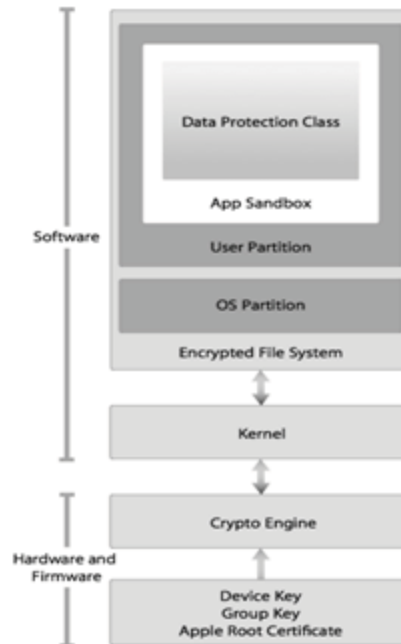 Data Protection Class
App Sandbox
User Partition
OS Partition
Encrypted File System
Software
Kernel
Crypto Engine
Hardware and
Firmware
Device Key
Group Key
Apple Root Certificate